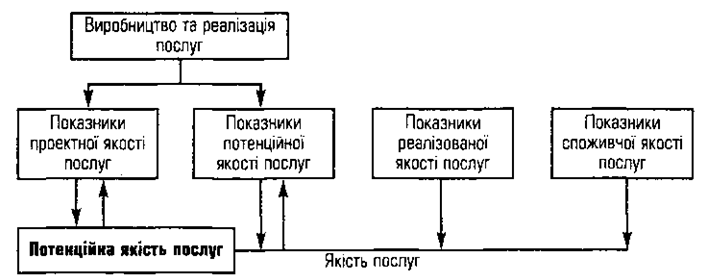 Виробництво та реалізація
послуг
Показники
проектної якості
послуг
Показники
потенційної
якості послуг
Показники
реалізованої
якості послуг
Показники
споживчої якості
послуг
Потенційка якість послуг
Якість послуг